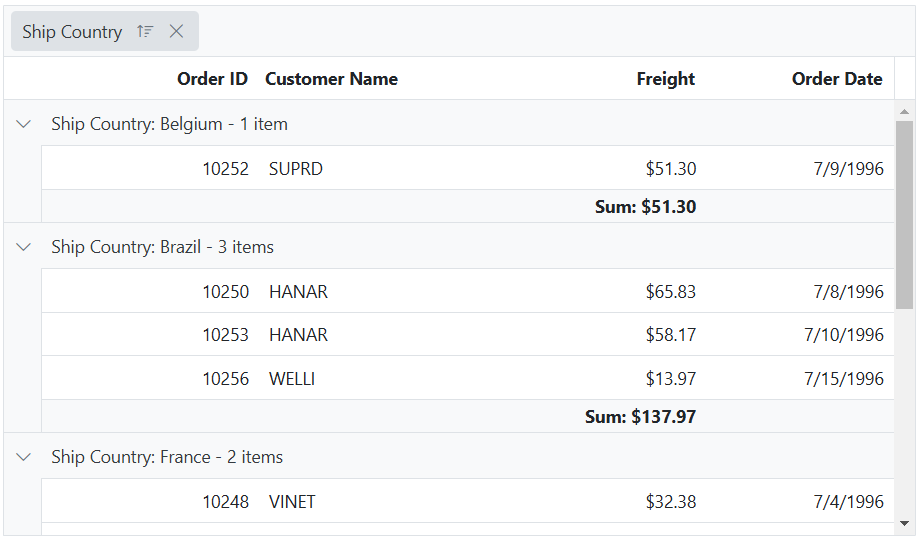 Ship Country
Order ID Customer Name Freight Order Date
Ship Country: Belgium - 1 item
10252 SUPRD $51.30 7/9/1996
Sum: $51.30
Ship Country: Brazil - 3 items
10250 HANAR $65.83 7/8/1996
10253 HANAR $58.17 7/10/1996
10256 WELLI $13.97 7/15/1996
Sum: $137.97
Ship Country: France - 2 items
10248 VINET $32.38 7/4/1996